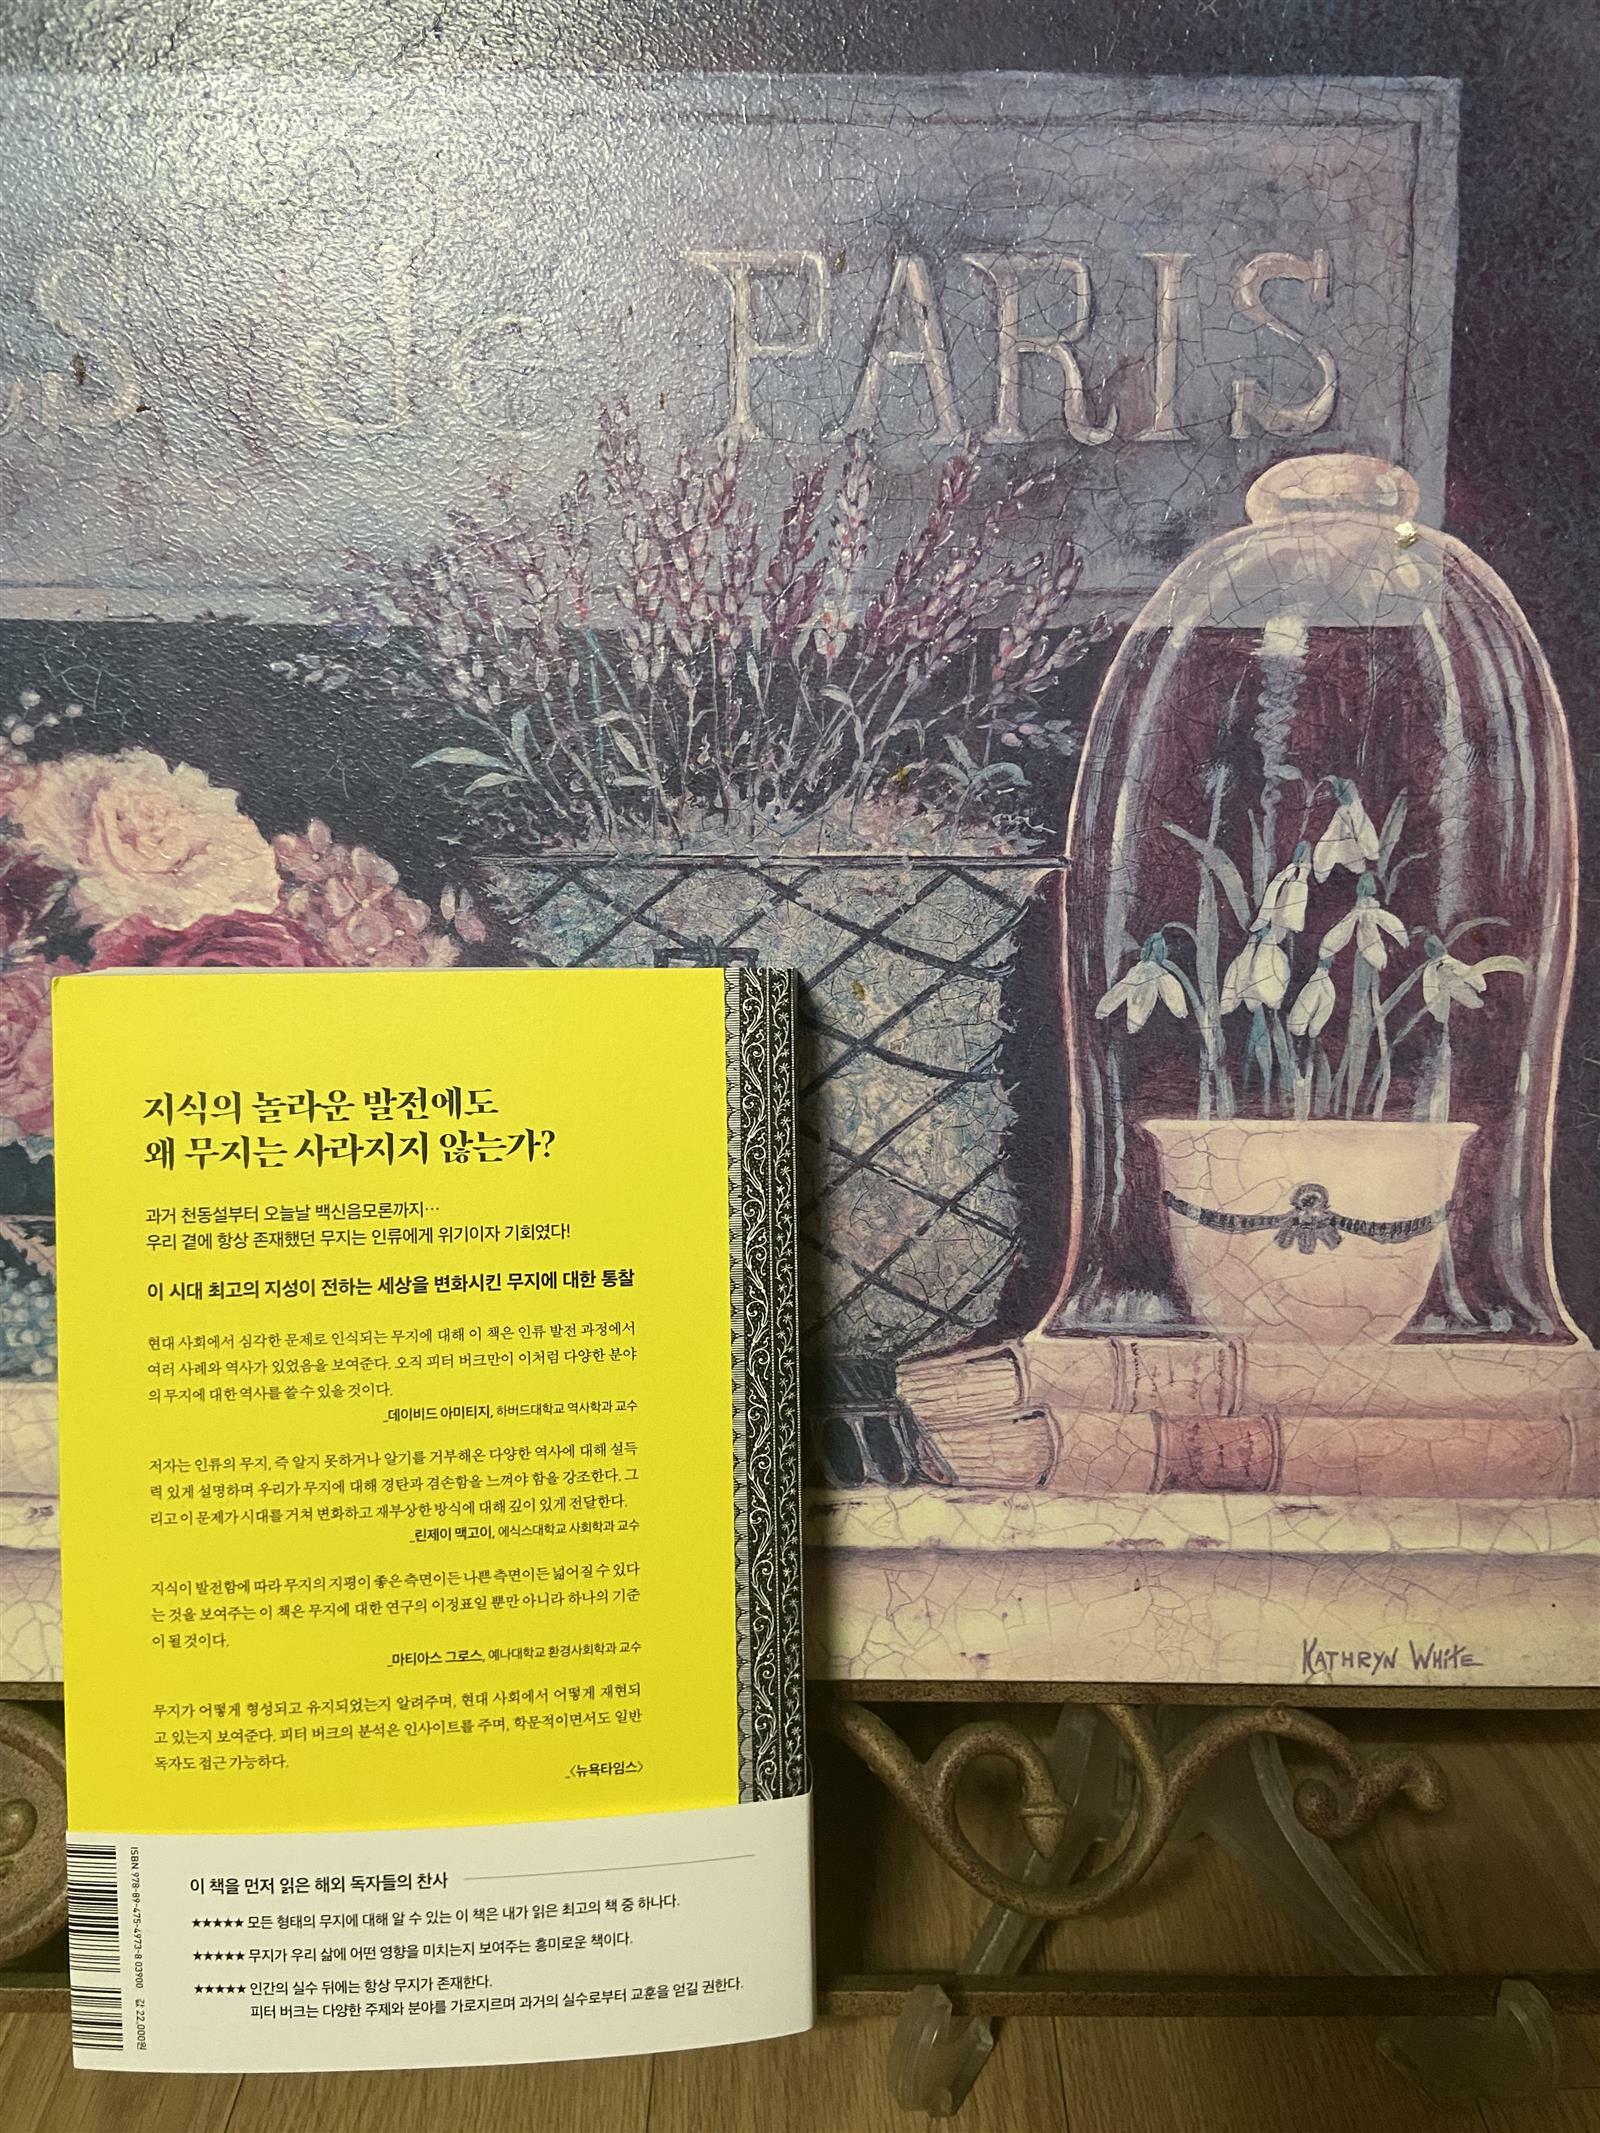 de PARIS
KATHRYN WHITE
지식의 놀라운 발전에도
왜 무지는 사라지지 않는가?
과거 천동설부터 오늘날 백신음모론까지…
우리 곁에 항상 존재했던 무지는 인류에게 위기이자 기회였다!
이 시대 최고의 지성이 전하는 세상을 변화시킨 무지에 대한 통찰
현대 사회에서 심각한 문제로 인식되는 무지에 대해 이 책은 인류 발전 과정에서
여러 사례와 역사가 있었음을 보여준다. 오직 피터 버크만이 이처럼 다양한 분야
의 무지에 대한 역사를 쓸 수 있을 것이다.
_데이비드 아미티지, 하버드대학교 역사학과 교수
저자는 인류의 무지, 즉 알지 못하거나 알기를 거부해온 다양한 역사에 대해 설득
력 있게 설명하며 우리가 무지에 대해 경탄과 겸손함을 느껴야 함을 강조한다. 그
리고 이 문제가 시대를 거쳐 변화하고 재부상한 방식에 대해 깊이 있게 전달한다.
_린제이 맥고이, 에식스대학교 사회학과 교수
지식이 발전함에 따라 무지의 지평이 좋은 측면이든 나쁜 측면이든 넓어질 수 있다
는 것을 보여주는 이 책은 무지에 대한 연구의 이정표일 뿐만 아니라 하나의 기준
이 될 것이다.
_마티아스 그로스, 예나대학교 환경사회학과 교수
무지가 어떻게 형성되고 유지되었는지 알려주며, 현대 사회에서 어떻게 재현되
고 있는지 보여준다. 피터 버크의 분석은 인사이트를 주며, 학문적이면서도 일반
독자도 접근 가능하다.
_〈뉴욕타임스〉
이 책을 먼저 읽은 해외 독자들의 찬사
★★★★★ 모든 형태의 무지에 대해 알 수 있는 이 책은 내가 읽은 최고의 책 중 하나다.
★★★★★ 무지가 우리 삶에 어떤 영향을 미치는지 보여주는 흥미로운 책이다.
★★★★★ 인간의 실수 뒤에는 항상 무지가 존재한다.
피터 버크는 다양한 주제와 분야를 가로지르며 과거의 실수로부터 교훈을 얻길 권한다.
ISBN 978-89-475-4973-8 03900 값 22,000원